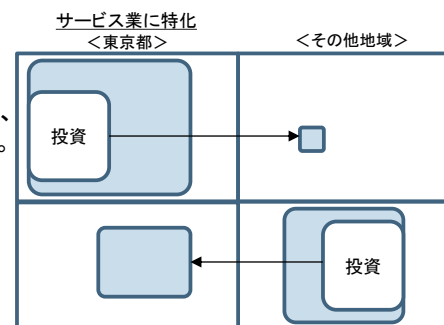 サービス業に特化
＜東京都＞
＜その他地域＞
、
投資
。
投資